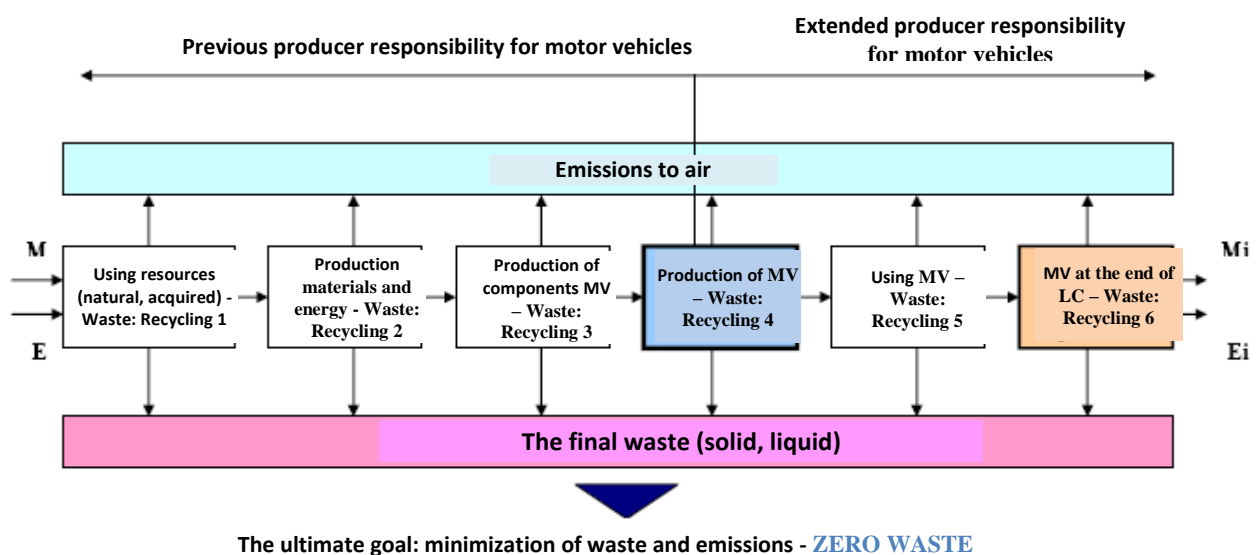 Previous producer responsibility for motor vehicles
Extended producer responsibility
for motor vehicles
Emissions to air
M
E
Using resources
(natural, acquired) -
Waste: Recycling 1
Production
materials and
energy - Waste:
Recycling 2
Production of
components MV
– Waste:
Recycling 3
Production of MV
– Waste:
Recycling 4
Using MV –
Waste:
Recycling 5
MV at the end of
LC – Waste:
Recycling 6
Mi
Ei
The final waste (solid, liquid)
The ultimate goal: minimization of waste and emissions - ZERO WASTE